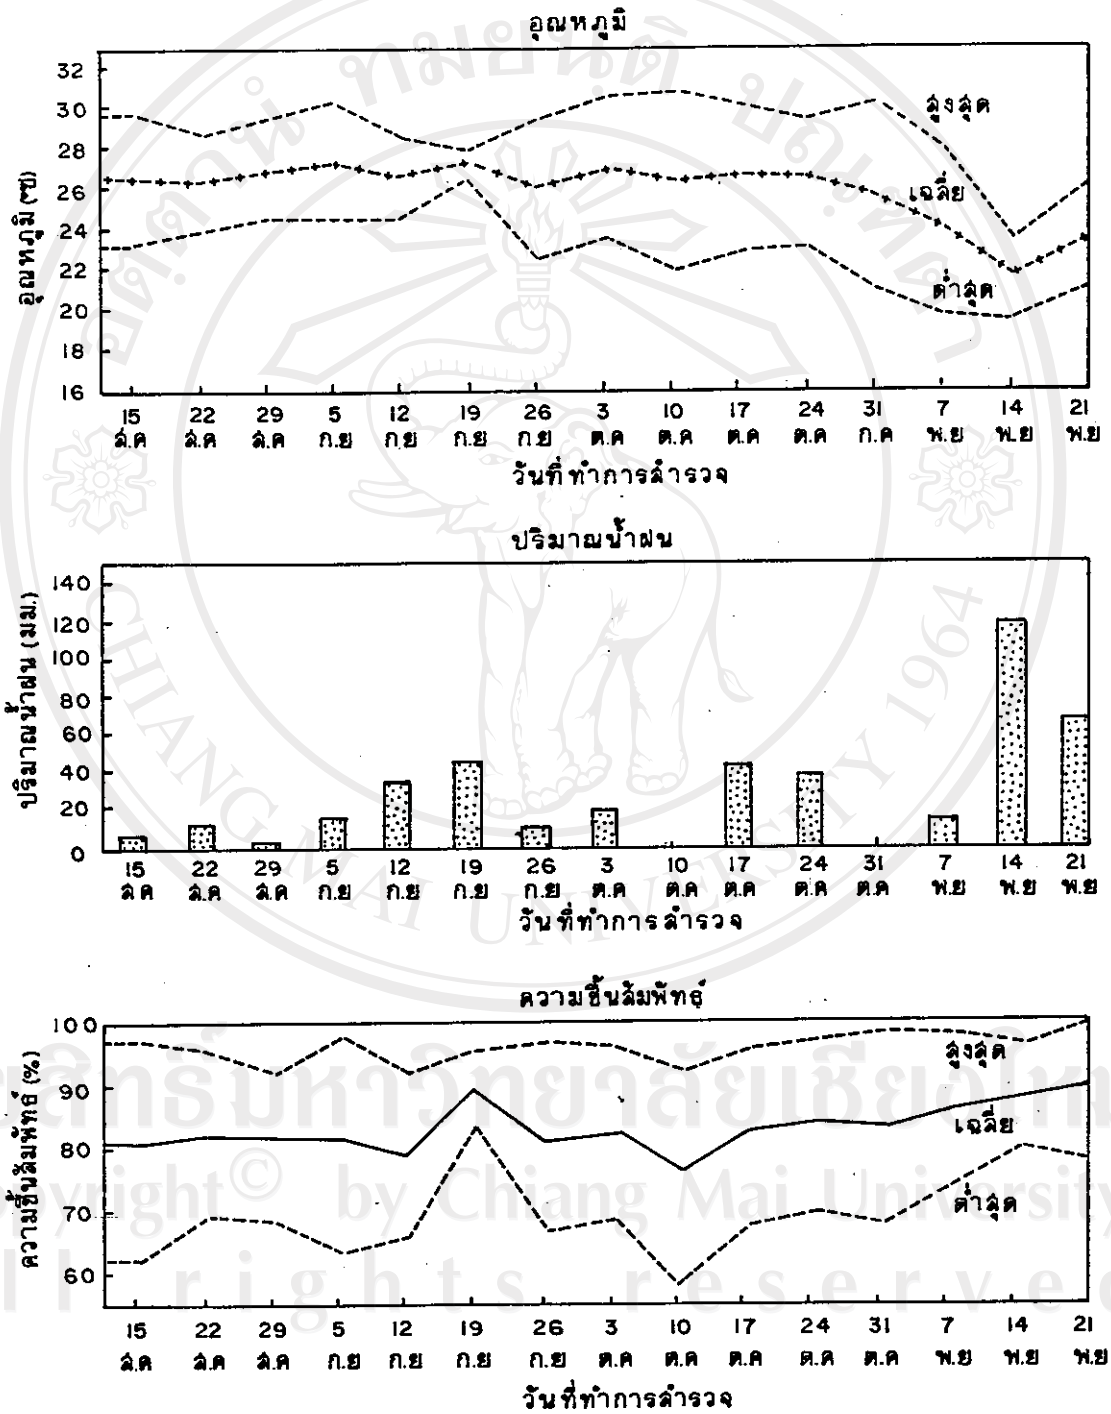 อุณหภูมิ
อุณหภูมิ (°ซ)
32
30
28
26
24
22
20
18
16
สูงสุด
เฉลี่ย
ต่ำสุด
15 22 29 5 12 19 26 3 10 17 24 31 7 14 21
ส.ค ส.ค ส.ค ก.ย ก.ย ก.ย ก.ย ต.ค ต.ค ต.ค ต.ค ก.ค พ.ย พ.ย พ.ย
วันที่ทำการสำรวจ
ปริมาณน้ำฝน
ปริมาณน้ำฝน (มม.)
140
120
100
80
60
40
20
0
15 22 29 5 12 19 26 3 10 17 24 31 7 14 21
ส ค ส.ค ส.ค ก.ย ก.ย ก.ย ก.ย ต.ค ต.ค ต.ค ต.ค ต.ค พ.ย พ.ย พ.ย
วันที่ทำการสำรวจ
ความชื้นสัมพัทธ์
ความชื้นสัมพัทธ์ (%)
100
90
80
70
60
สูงสุด
เฉลี่ย
ต่ำสุด
15 22 29 5 12 19 26 3 10 17 24 31 7 14 21
ส.ค ส.ค ส.ค ก.ย ก.ย ก.ย ก.ย ต.ค ต.ค ต.ค ต.ค ต.ค พ.ย พ.ย พ.ย
วันที่ทำการสำรวจ
CHIANG MAI UNIVERSITY 1964
สิทธิ์มหาวิทยาลัยเชียงใหม่
© by Chiang Mai University
rights reserved